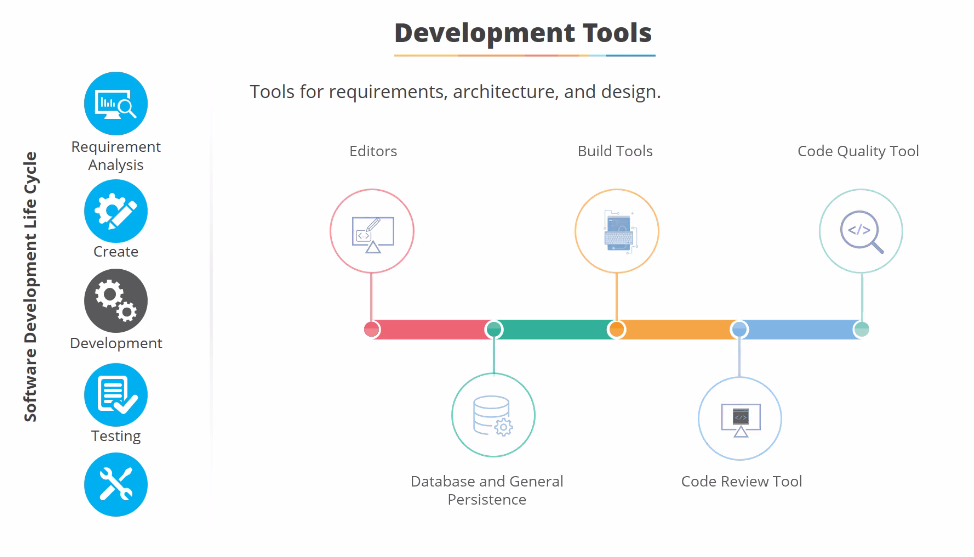 Development Tools
Tools for requirements, architecture, and design.
Software Development Life Cycle
Requirement
Analysis
Create
Development
Testing
Editors
Build Tools
Code Quality Tool
</>
Database and General
Persistence
Code Review Tool